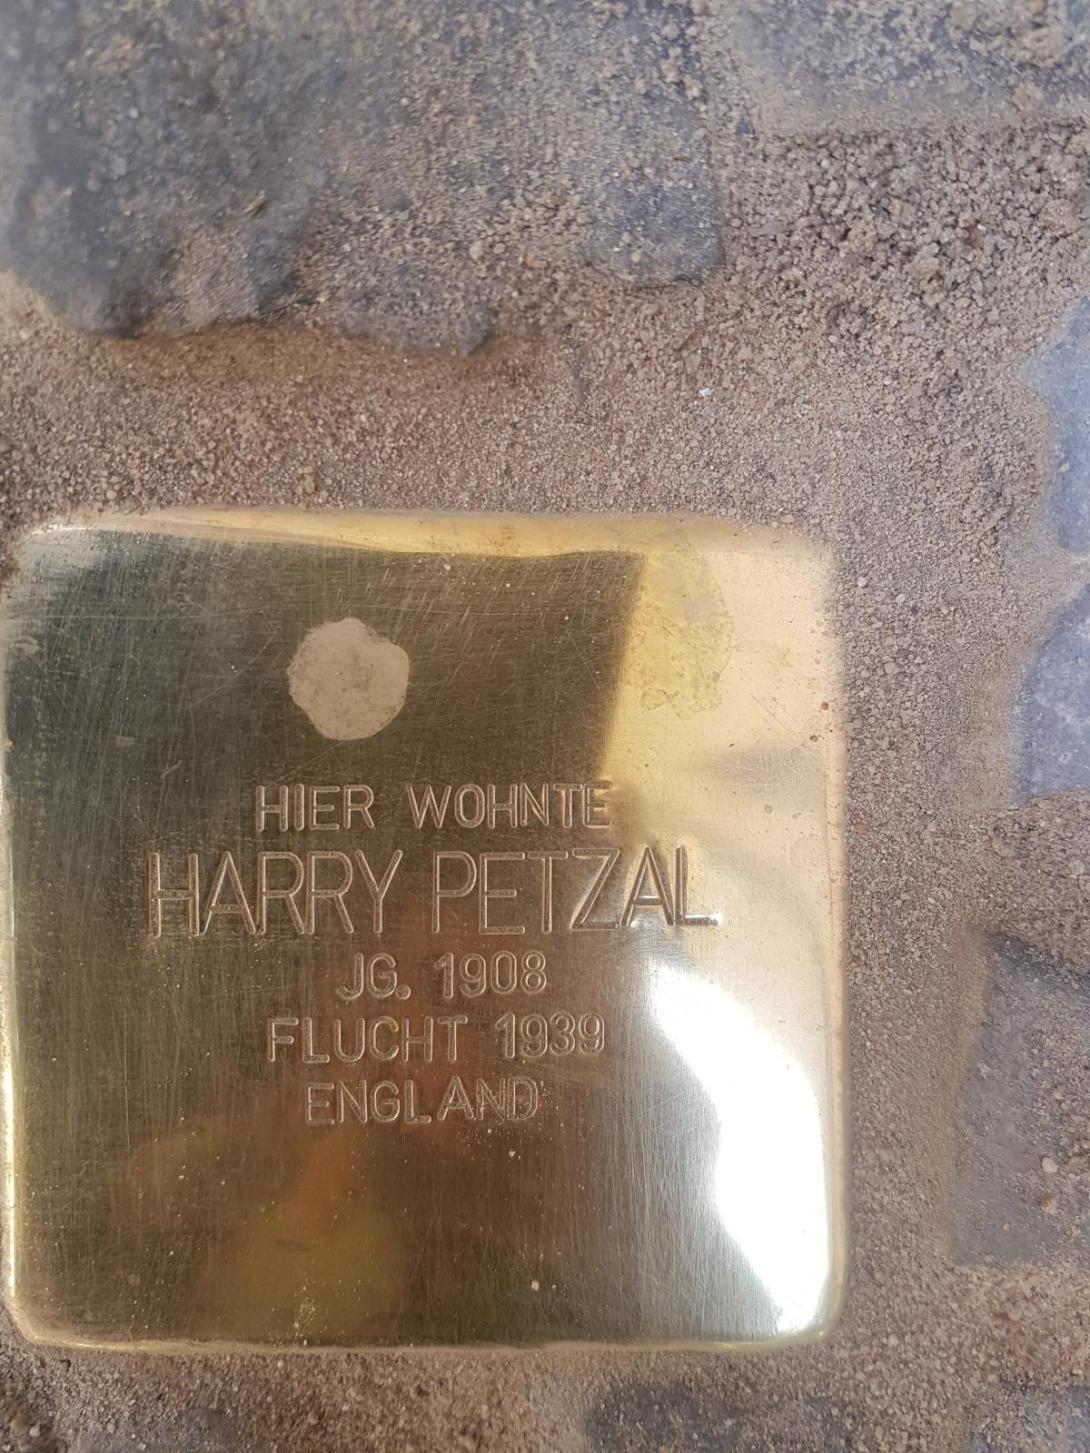 HIER WOHNTE
HARRY PETZAL
JG. 1908
FLUCHT 1939
ENGLAND